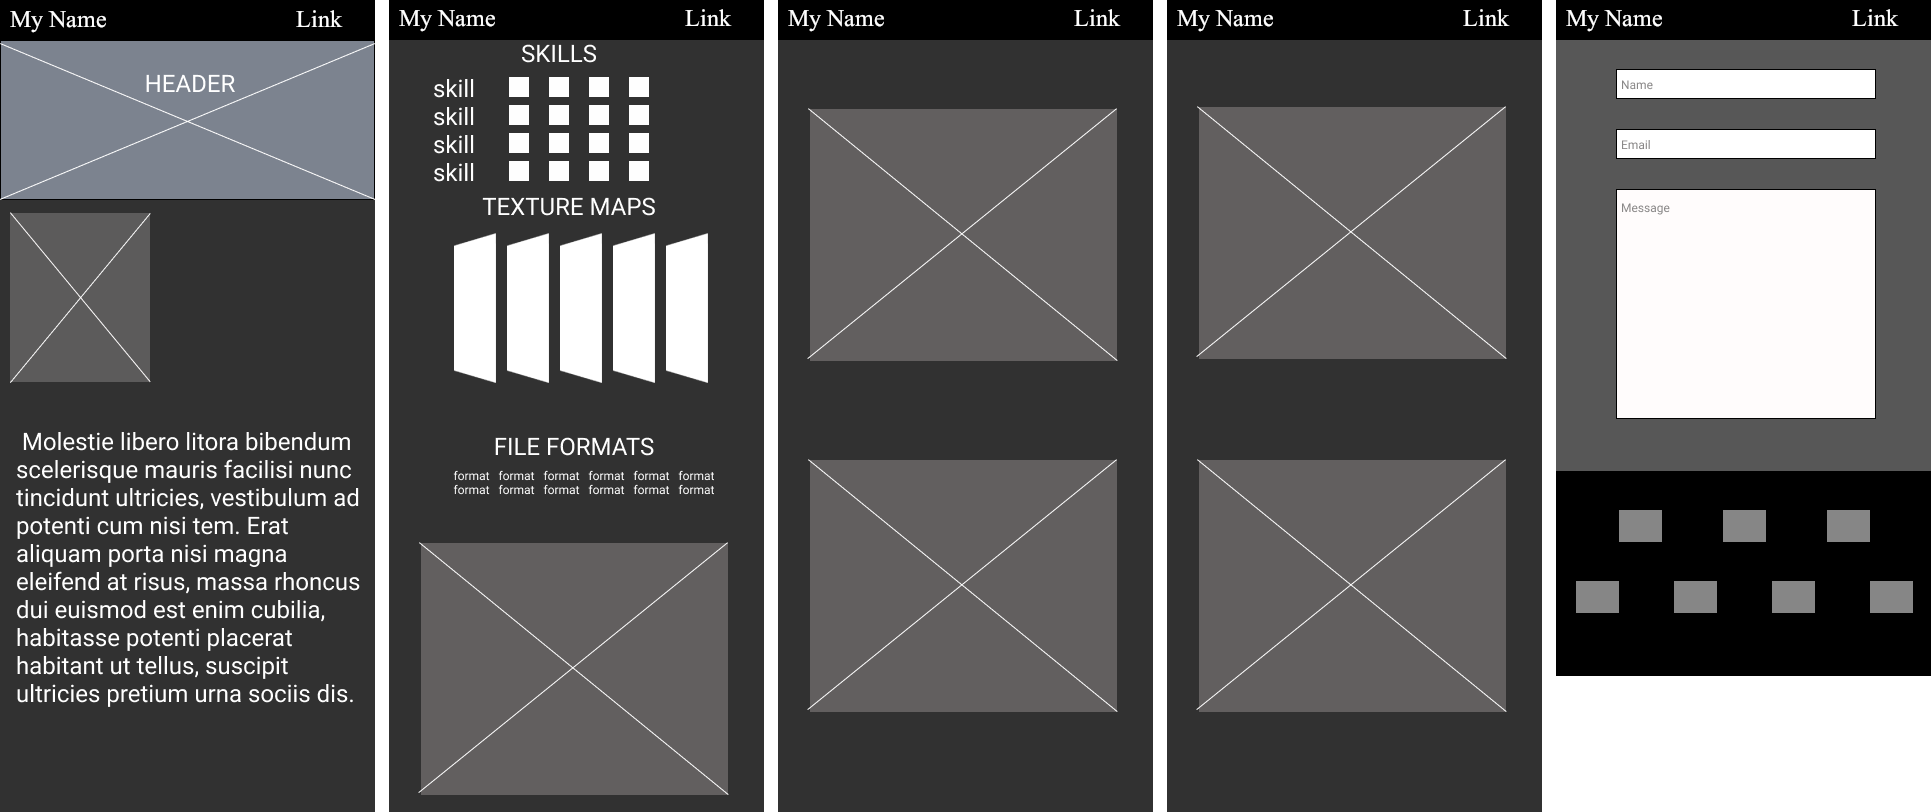 My Name Link
HEADER
Molestie libero litora bibendum
scelerisque mauris facilisi nunc
tincidunt ultricies, vestibulum ad
potenti cum nisi tem. Erat
aliquam porta nisi magna
eleifend at risus, massa rhoncus
dui euismod est enim cubilia,
habitasse potenti placerat
habitant ut tellus, suscipit
ultricies pretium urna sociis dis.
My Name Link
SKILLS
skill
skill
skill
skill
TEXTURE MAPS
FILE FORMATS
format format format format format format
format format format format format format
My Name Link
My Name Link
My Name Link
Name
Email
Message